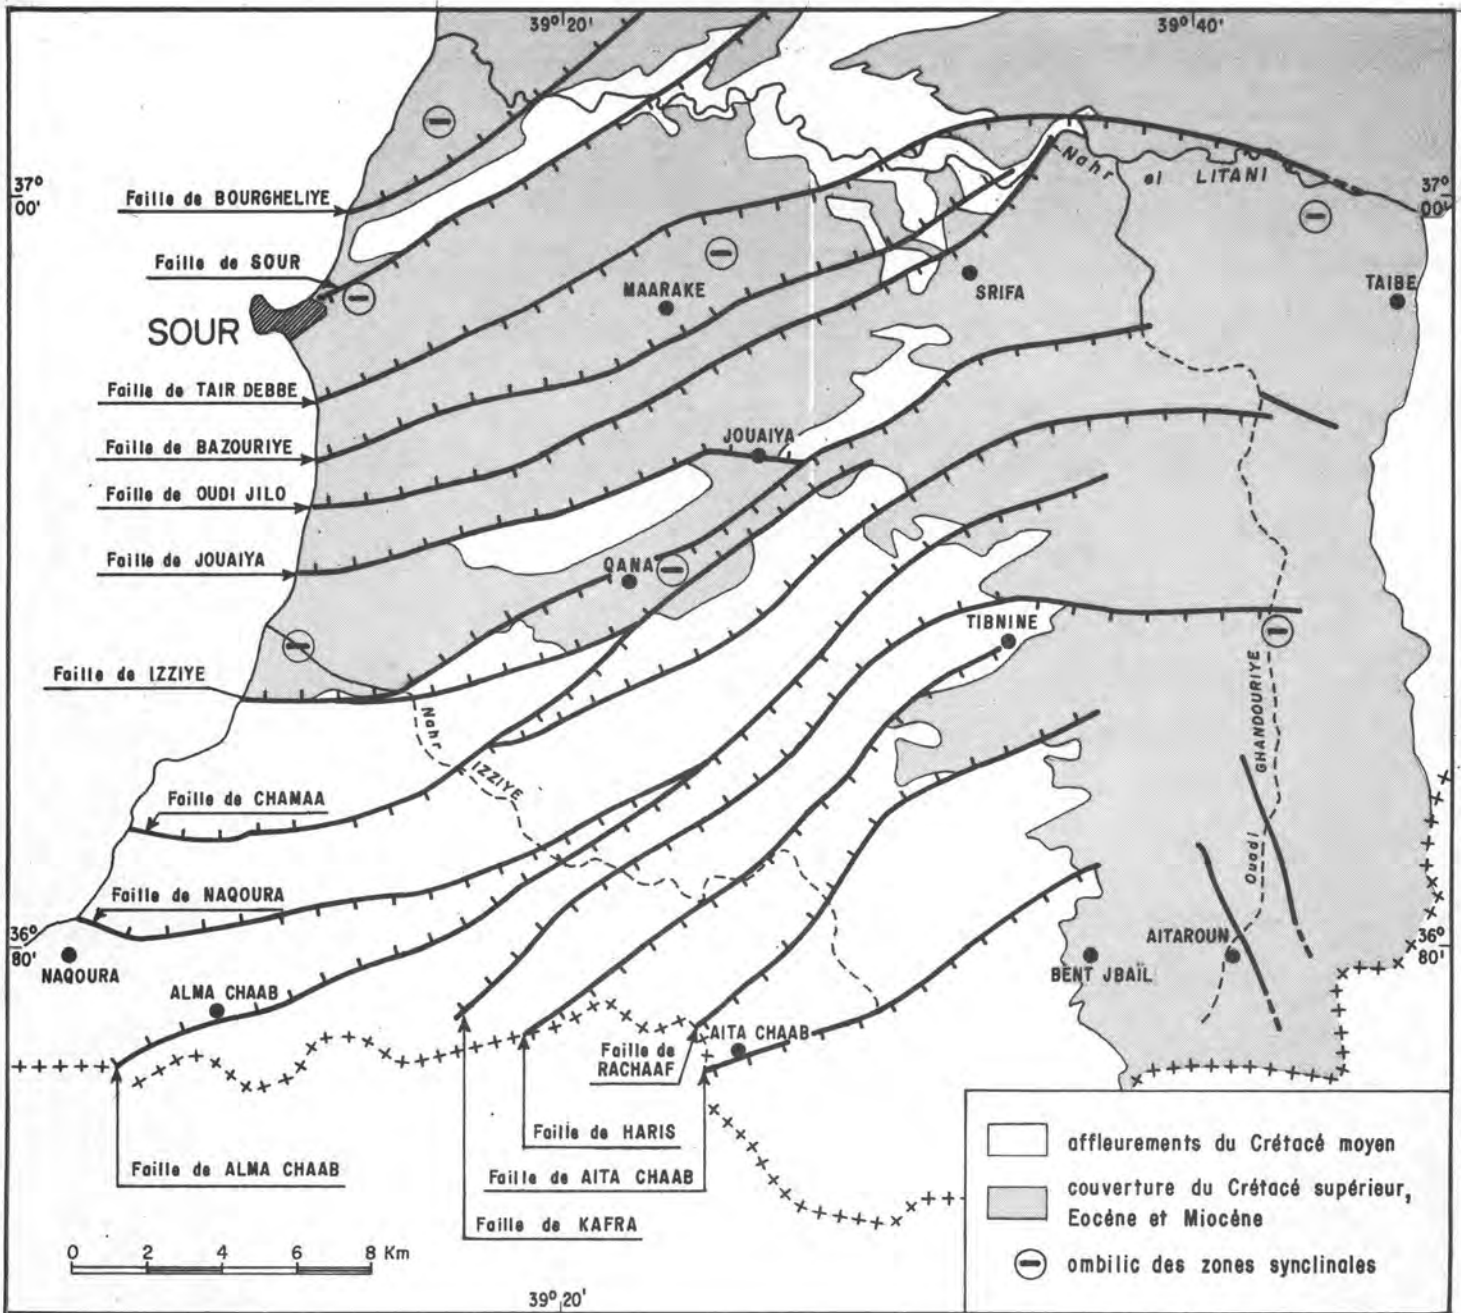 39° 20'
39° 40'
37°
00'
37°
00'
Faille de BOURGHELIYE
Nahr el LITANI
Faille de SOUR
SOUR
MAARAKE
SRIFA
TAIBE
Faille de TAIR DEBBE
Faille de BAZOURIYE
JOUAIYA
Faille de OUDI JILO
Faille de JOUAIYA
QANA
TIBNINE
Faille de IZZIYE
Nahr IZZIYE
Ouadi GHANDOURIYE
Faille de CHAMAA
Faille de NAQOURA
36°
80'
36°
80'
NAQOURA
AITAROUN
BENT JBAÏL
ALMA CHAAB
AITA CHAAB
Faille de
RACHAAF
Faille de HARIS
Faille de ALMA CHAAB
Faille de AITA CHAAB
Faille de KAFRA
affleurements du Crétacé moyen
couverture du Crétacé supérieur,
Eocéne et Miocéne
ombilic des zones synclinales
0 2 4 6 8 Km
39° 20'